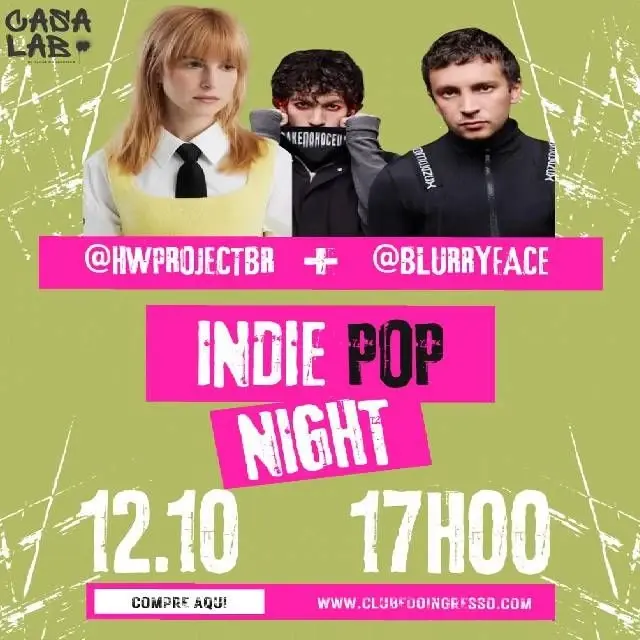 CASA
LAB
@HWPROJECTBR + @BLURRYFACE
INDIE POP
NIGHT
12.10 17H00
COMPRE AQUI WWW.CLUBEDOINGRESSO.COM